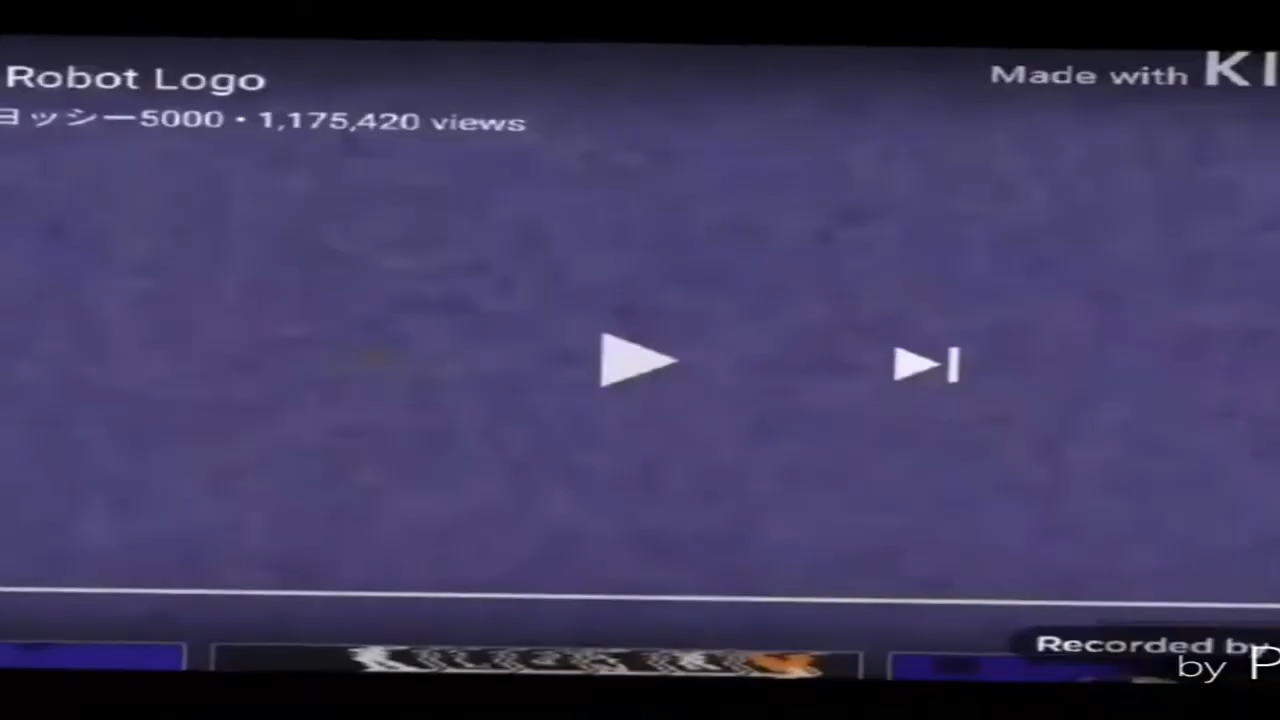 Robot Logo
ヨッシー5000 • 1,175,420 views
Made with KI
Recorded by
by P